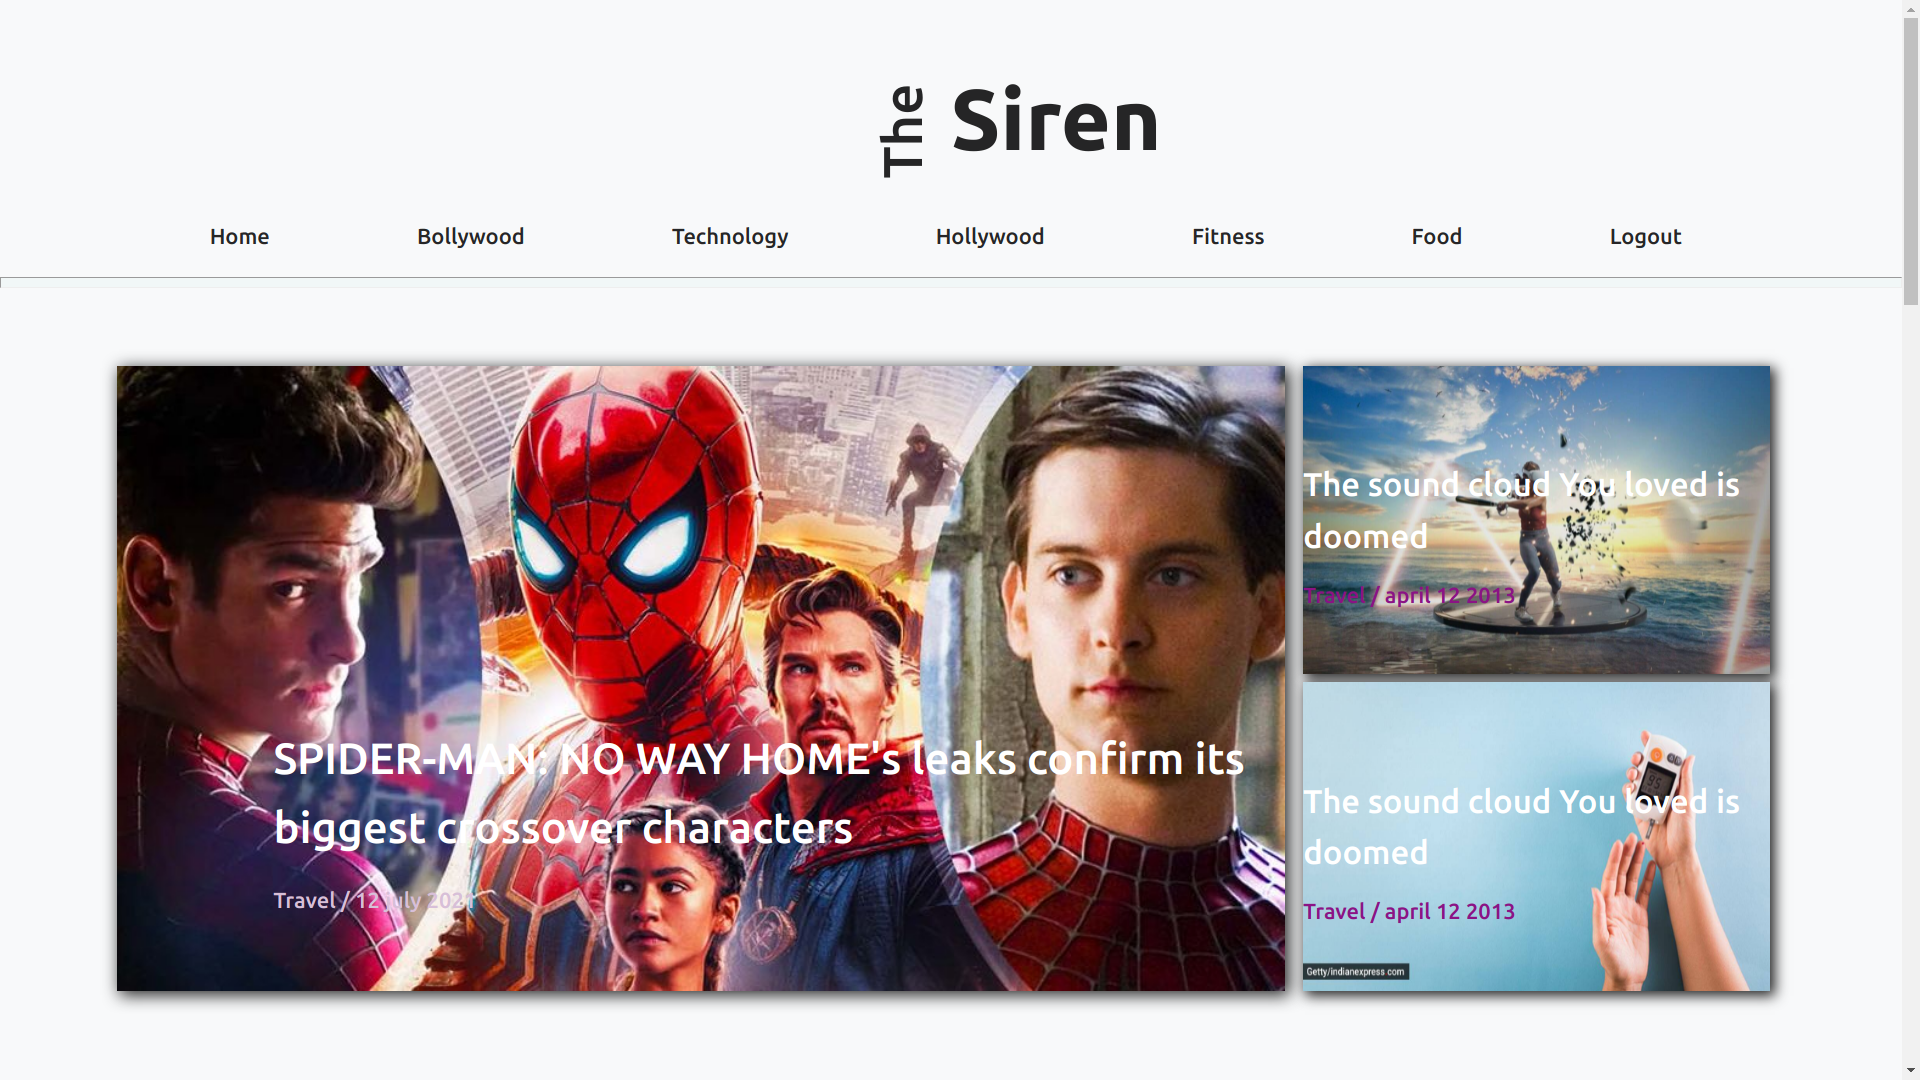 The Siren
Home Bollywood Technology Hollywood Fitness Food Logout
SPIDER-MAN: NO WAY HOME's leaks confirm its
biggest crossover characters
Travel / 12 july 2021
The sound cloud You loved is
doomed
Travel / april 12 2013
The sound cloud You loved is
doomed
Travel / april 12 2013
Getty/indianexpress com